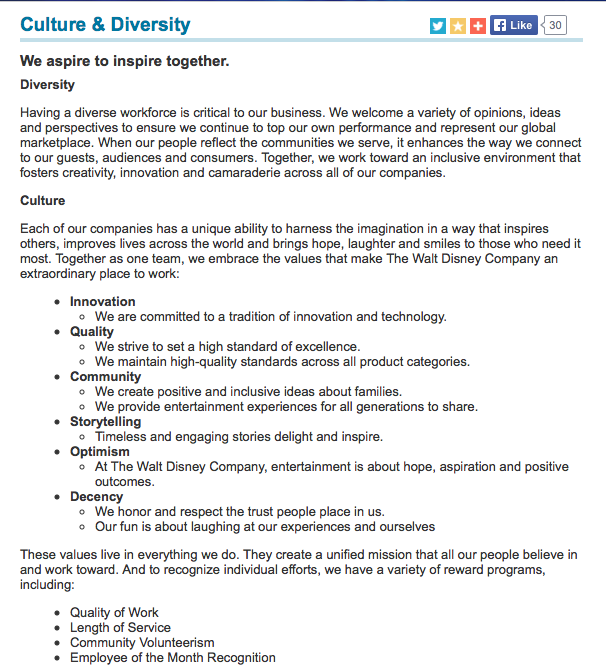 Culture & Diversity
Like 30
We aspire to inspire together.
Diversity
Having a diverse workforce is critical to our business. We welcome a variety of opinions, ideas
and perspectives to ensure we continue to top our own performance and represent our global
marketplace. When our people reflect the communities we serve, it enhances the way we connect
to our guests, audiences and consumers. Together, we work toward an inclusive environment that
fosters creativity, innovation and camaraderie across all of our companies.
Culture
Each of our companies has a unique ability to harness the imagination in a way that inspires
others, improves lives across the world and brings hope, laughter and smiles to those who need it
most. Together as one team, we embrace the values that make The Walt Disney Company an
extraordinary place to work:
Innovation
We are committed to a tradition of innovation and technology.
Quality
We strive to set a high standard of excellence.
We maintain high-quality standards across all product categories.
Community
We create positive and inclusive ideas about families.
We provide entertainment experiences for all generations to share.
Storytelling
Timeless and engaging stories delight and inspire.
Optimism
At The Walt Disney Company, entertainment is about hope, aspiration and positive
outcomes.
Decency
We honor and respect the trust people place in us.
Our fun is about laughing at our experiences and ourselves
These values live in everything we do. They create a unified mission that all our people believe in
and work toward. And to recognize individual efforts, we have a variety of reward programs,
including:
Quality of Work
Length of Service
Community Volunteerism
Employee of the Month Recognition